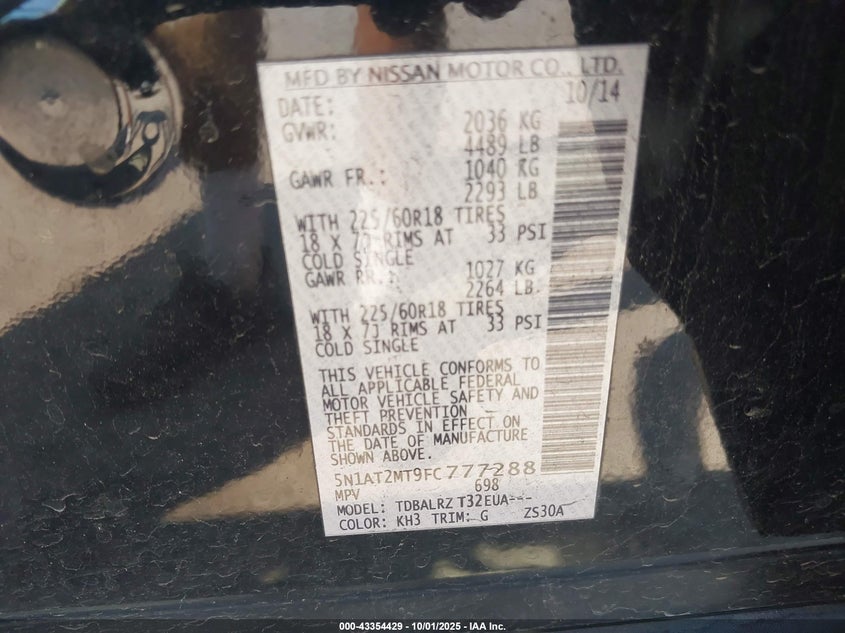 MFD BY NISSAN MOTOR CO., LTD.
DATE: 10/14
GVWR: 2036 KG
4489 LB
GAWR FR.: 1040 KG
2293 LB
WITH 225/60R18 TIRES
18 X 7J RIMS AT 33 PSI
COLD SINGLE
GAWR RR.: 1027 KG
2264 LB.
WITH 225/60R18 TIRES
18 X 7J RIMS AT 33 PSI
COLD SINGLE
THIS VEHICLE CONFORMS TO
ALL APPLICABLE FEDERAL
MOTOR VEHICLE SAFETY AND
THEFT PREVENTION
STANDARDS IN EFFECT ON
THE DATE OF MANUFACTURE
SHOWN ABOVE.
5N1AT2MT9FC777288
MPV 698
MODEL: TDBALRZ T32EUA---
COLOR: KH3 TRIM: G ZS30A
000-43354429 - 10/01/2025 - IAA Inc.